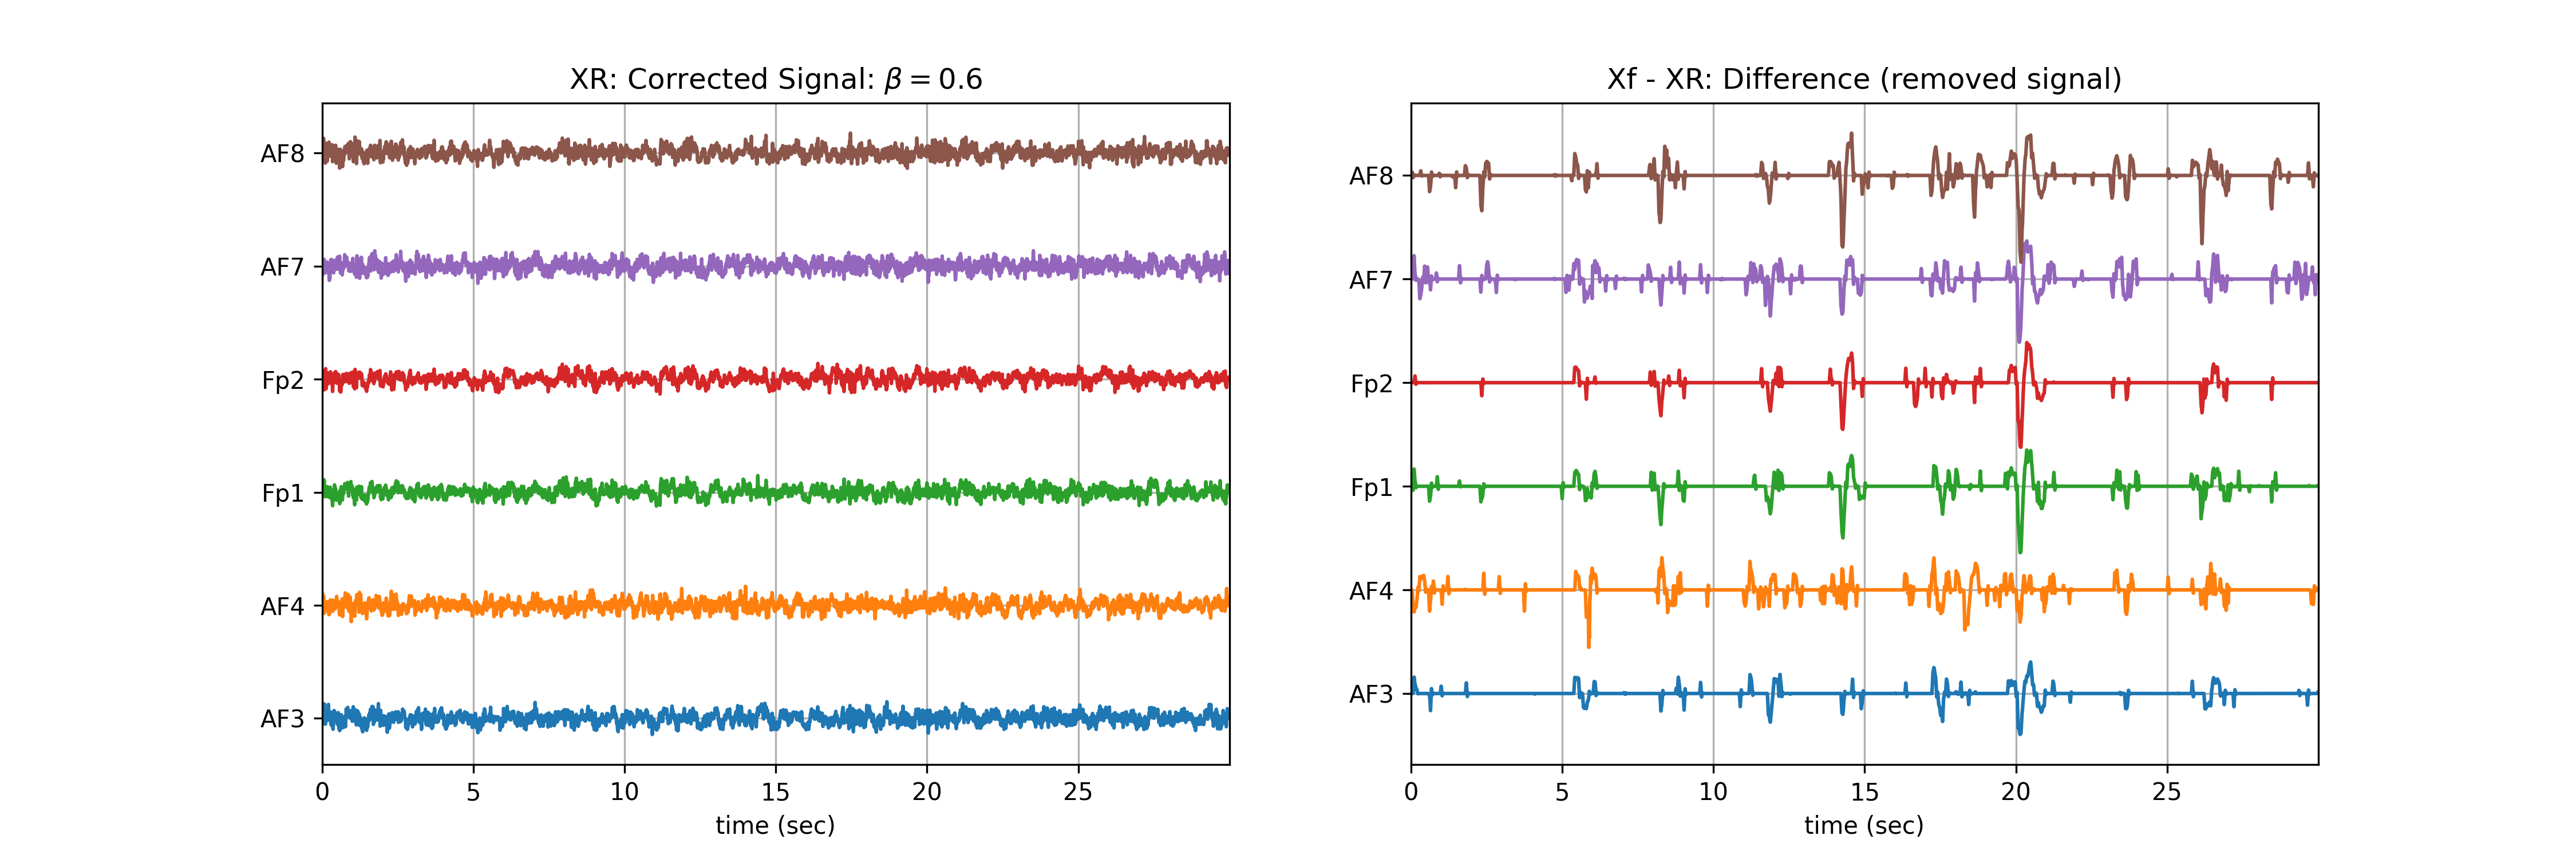 XR: Corrected Signal: β = 0.6
AF8
AF7
Fp2
Fp1
AF4
AF3
0 5 10 15 20 25
time (sec)
Xf - XR: Difference (removed signal)
AF8
AF7
Fp2
Fp1
AF4
AF3
0 5 10 15 20 25
time (sec)